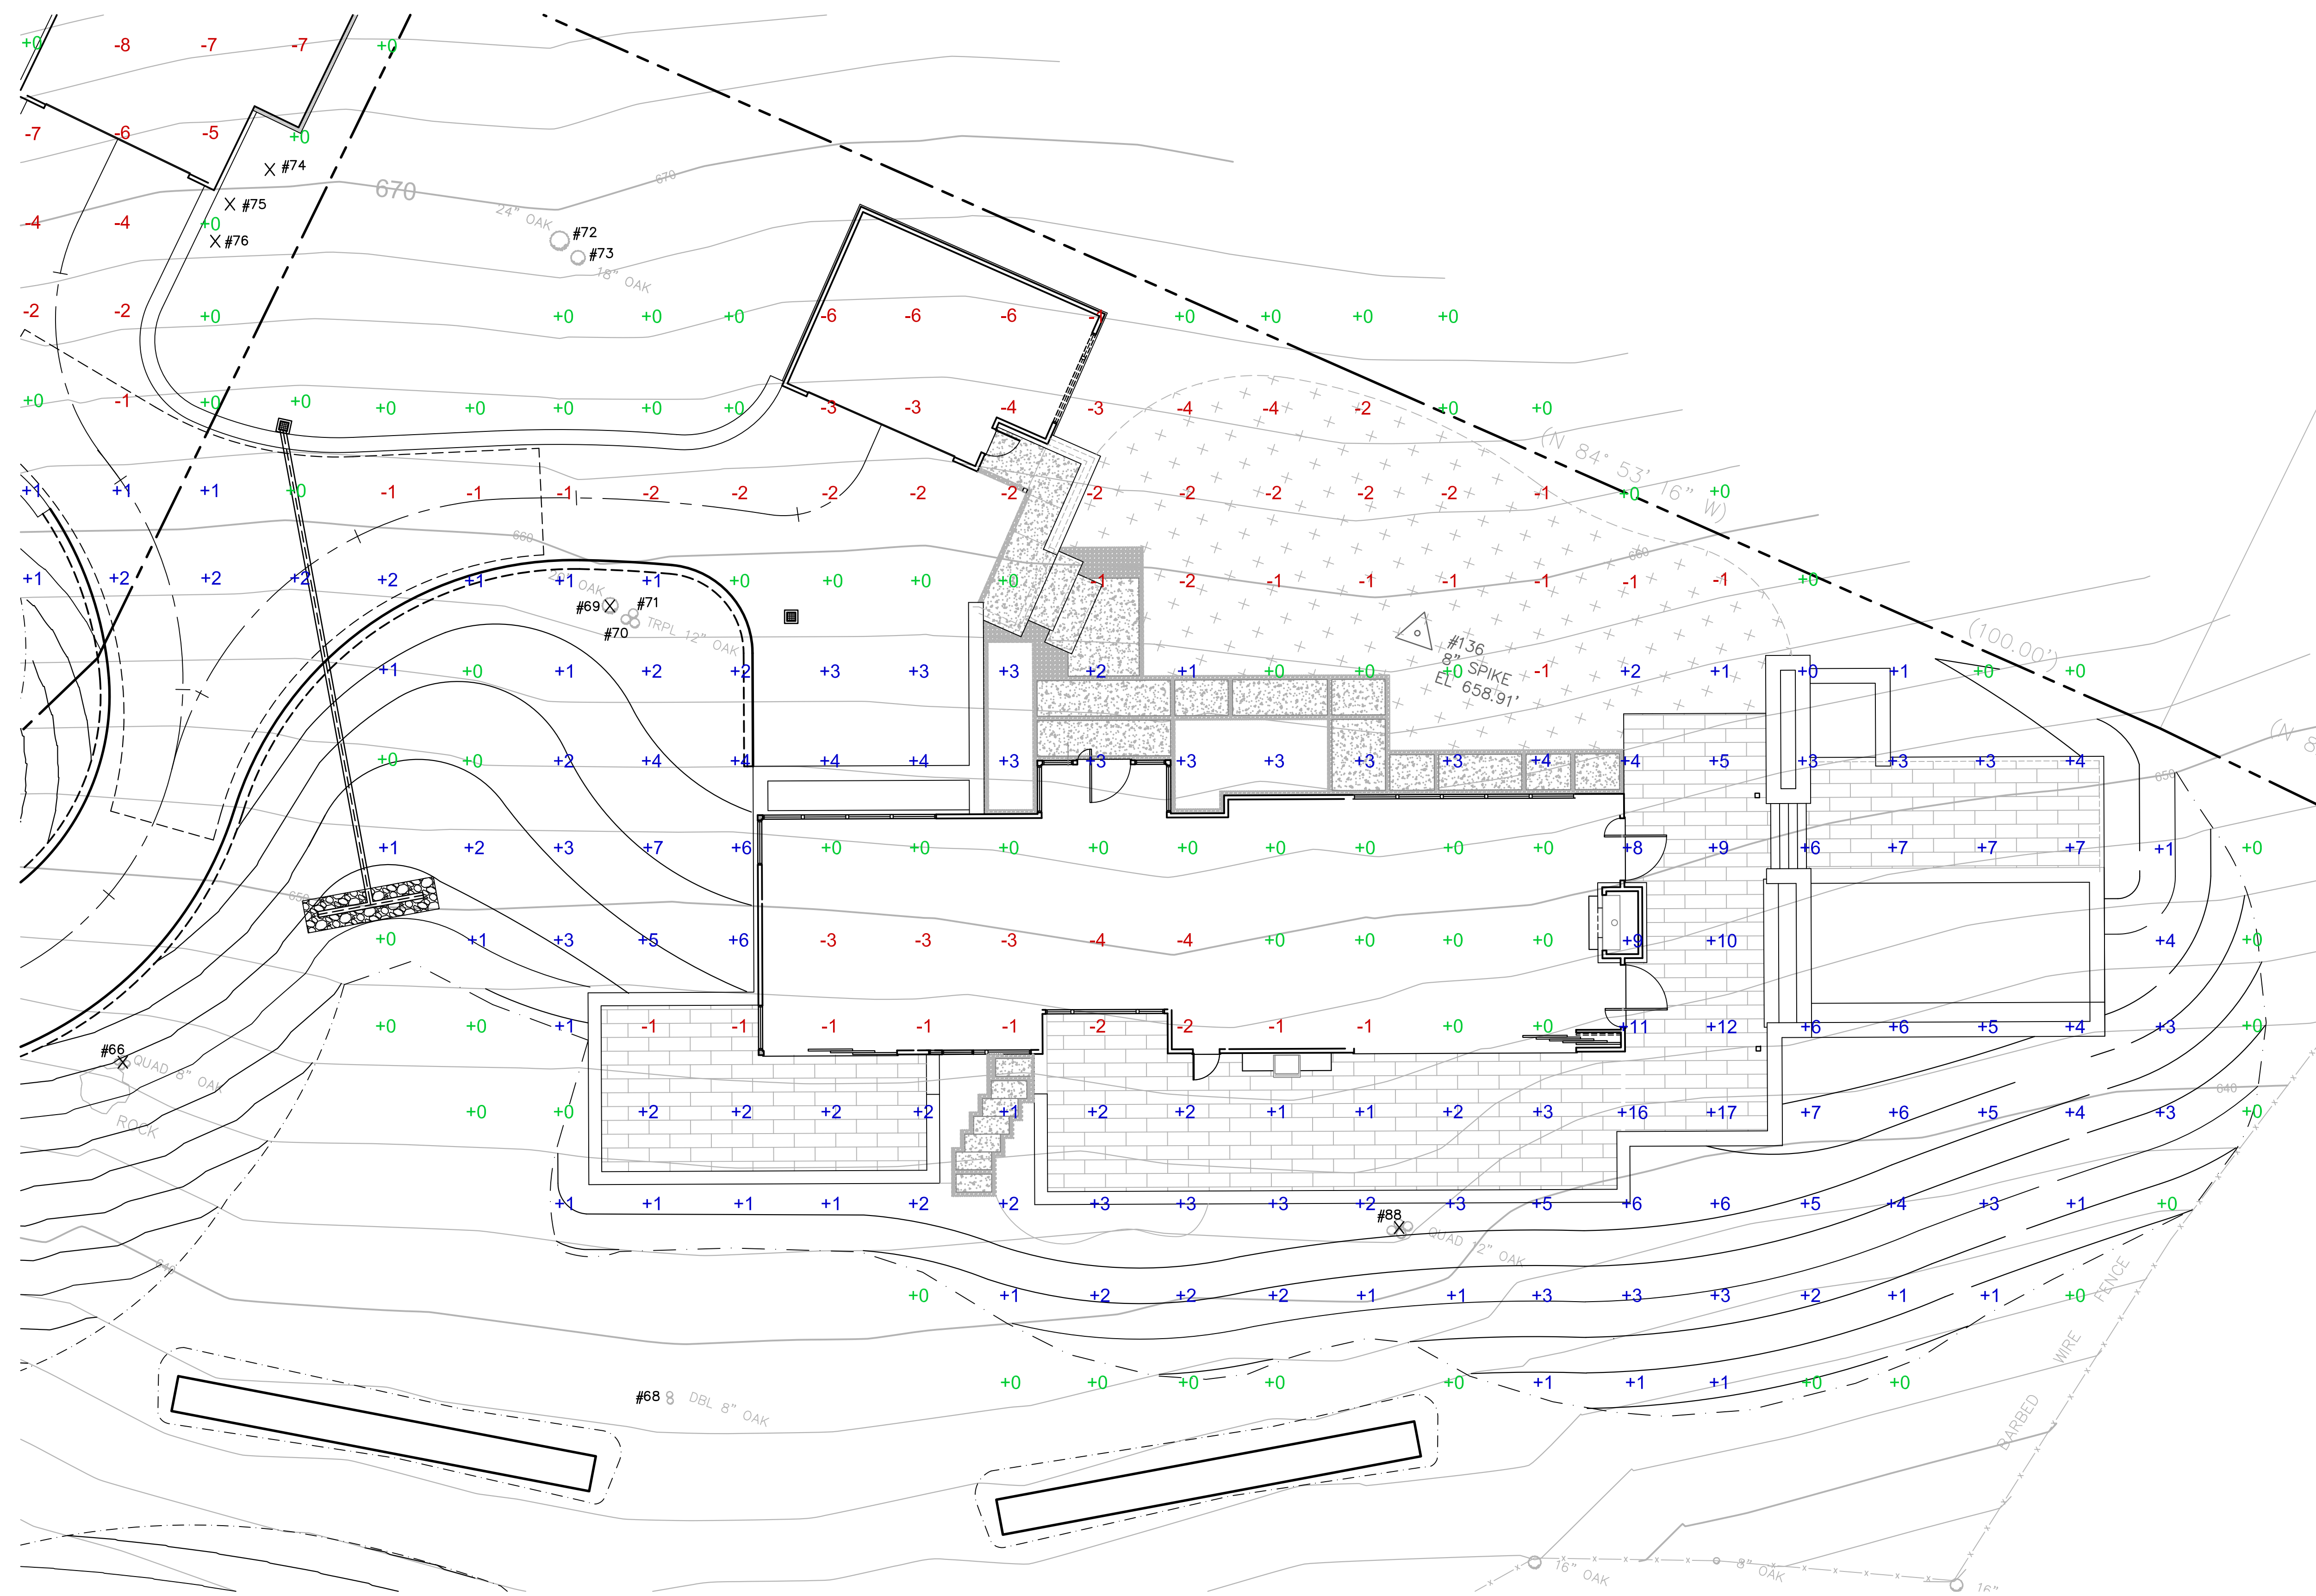 +0 -8 -7 -7 +0
-7 -6 -5 +0
#74
670
670
#75
24" OAK
-4 -4 +0
#76
#72
#73
18" OAK
-2 -2 +0 +0 +0 +0 -6 -6 -6 +0 +0 +0 +0
+0 -1 +0 +0 +0 +0 +0 +0 +0 -3 -3 -4 -3 -4 -4 -2 +0 +0
(N 84° 53' 16" W)
+1 +1 +1 +0 -1 -1 -1 -2 -2 -2 -2 -2 -2 -2 -2 -2 -2 -1 +0 +0
660
660
+1 +2 +2 +2 +2 +1 +1 +1 +0 +0 +0 +0 -1 -2 -1 -1 -1 -1 -1 -1 +0
OAK
#69
#71
#70
TRPL 12" OAK
#136
8" SPIKE
EL 658.91'
(100.00')
+1 +0 +1 +2 +2 +3 +3 +3 +2 +1 +0 +0 +0 -1 +2 +1 +0 +1 +0 +0
(N 8
+0 +0 +2 +4 +4 +4 +4 +3 +3 +3 +3 +3 +3 +4 +4 +5 +3 +3 +3 +4
650
+1 +2 +3 +7 +6 +0 +0 +0 +0 +0 +0 +0 +0 +0 +8 +9 +6 +7 +7 +7 +1 +0
650
+0 +1 +3 +5 +6 -3 -3 -3 -4 -4 +0 +0 +0 +0 +9 +10 +4 +0
+0 +0 +1 -1 -1 -1 -1 -1 -2 -2 -1 -1 +0 +0 +11 +12 +6 +6 +5 +4 +3 +0
#66
QUAD 8" OAK
640
ROCK
+0 +0 +2 +2 +2 +2 +1 +2 +2 +1 +1 +2 +3 +16 +17 +7 +6 +5 +4 +3 +0
+1 +1 +1 +1 +2 +2 +3 +3 +3 +2 +3 +5 +6 +6 +5 +4 +3 +1 +0
#88
QUAD 12" OAK
640
+0 +1 +2 +2 +2 +1 +1 +3 +3 +3 +2 +1 +1 +0
BARBED WIRE FENCE
+0 +0 +0 +0 +0 +1 +1 +1 +0 +0
#68
DBL 8" OAK
16" OAK
8" OAK
16"